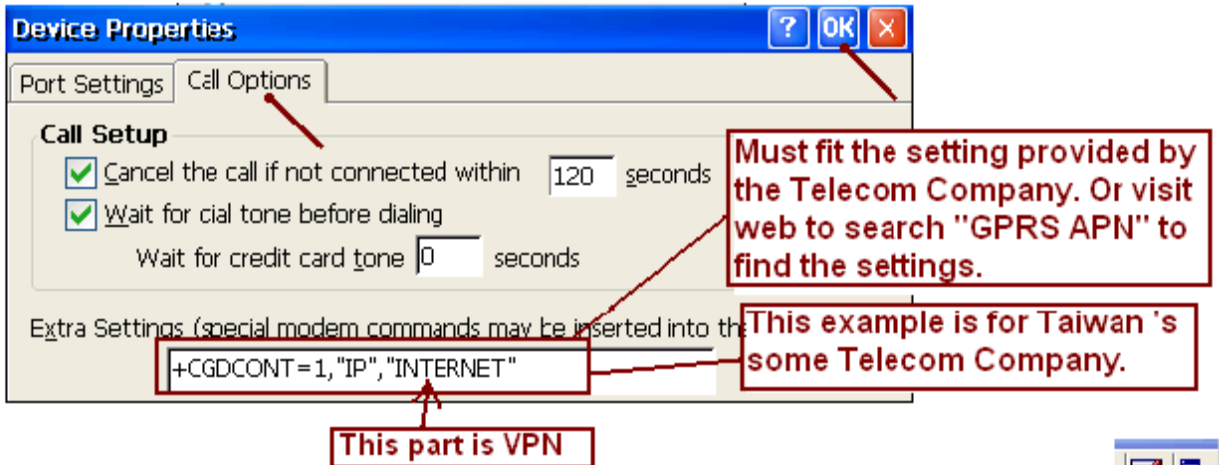 Device Properties
? OK X
Port Settings Call Options
Call Setup
Cancel the call if not connected within 120 seconds
Wait for cial tone before dialing
Wait for credit card tone 0 seconds
Extra Settings (special modem commands may be inserted into th
+CGDCONT=1,"IP","INTERNET"
Must fit the setting provided by
the Telecom Company. Or visit
web to search "GPRS APN" to
find the settings.
This example is for Taiwan 's
some Telecom Company.
This part is VPN